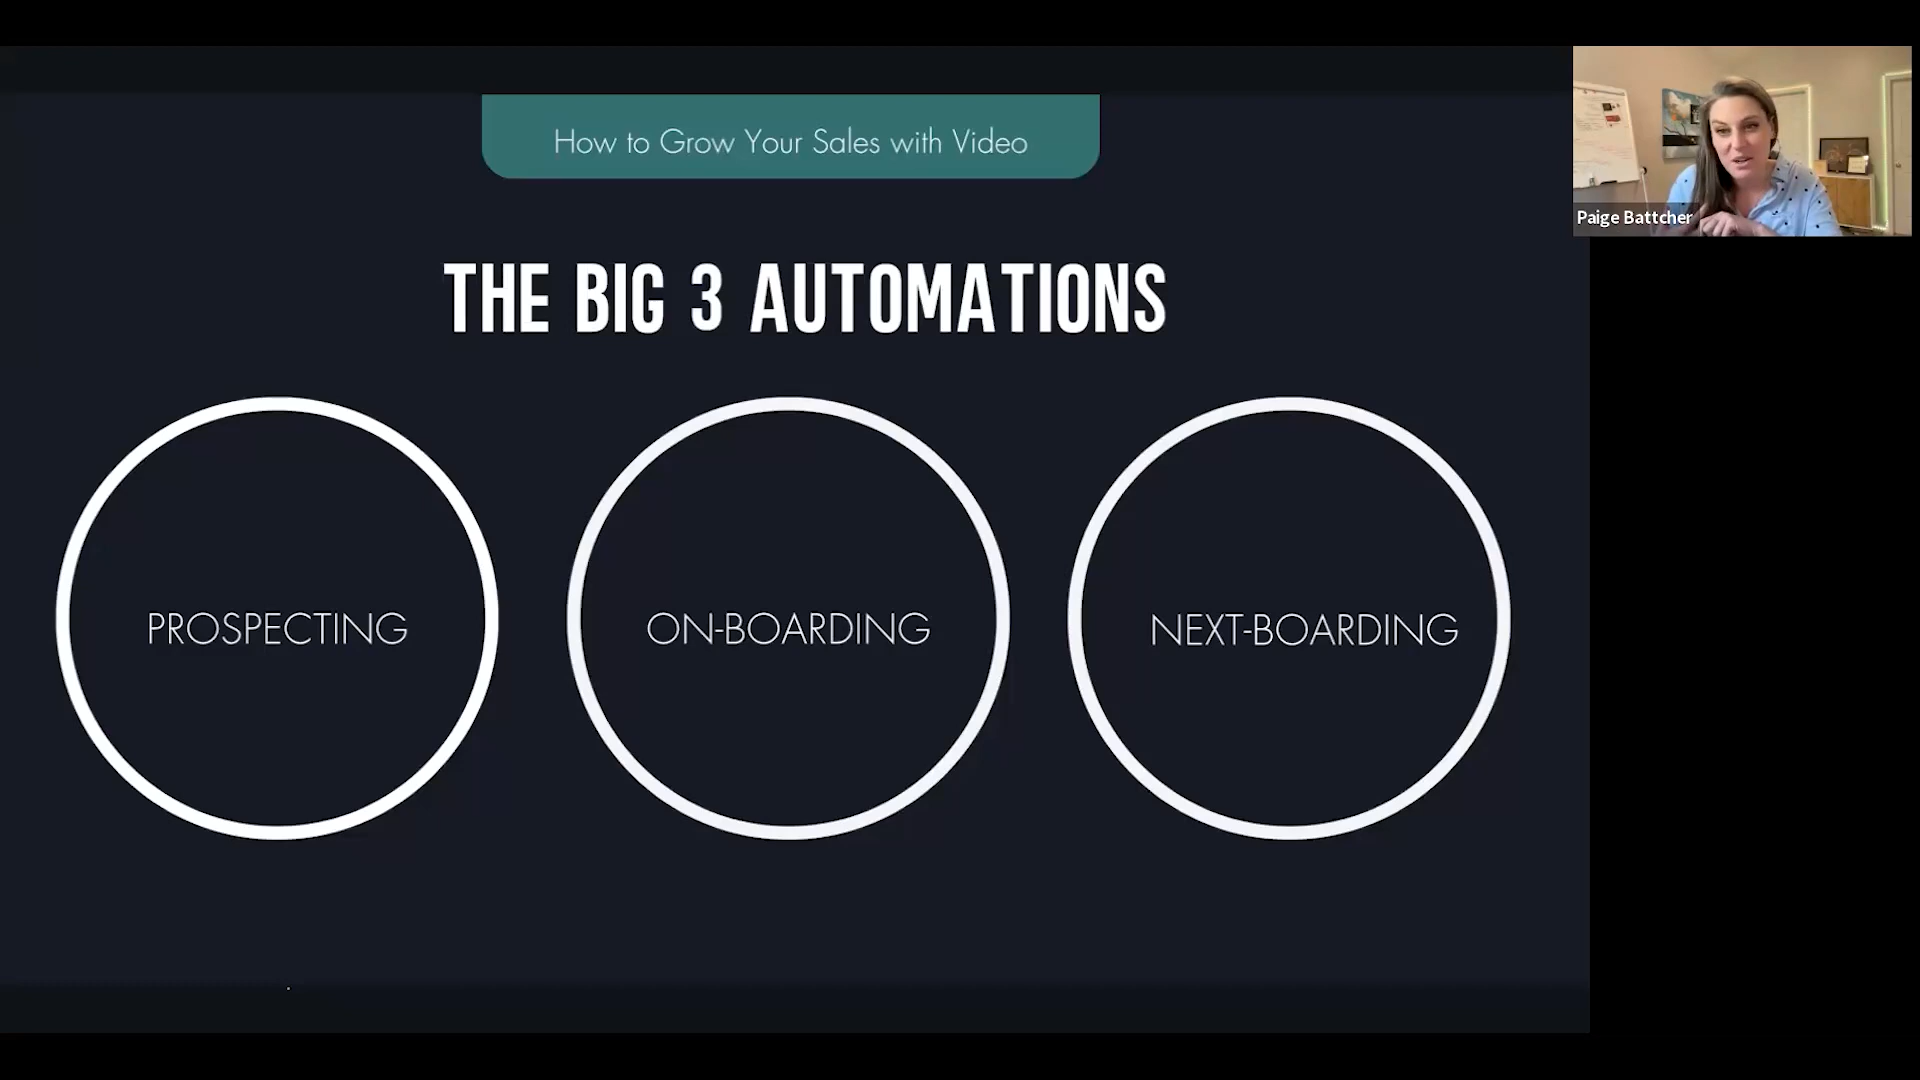 How to Grow Your Sales with Video
THE BIG 3 AUTOMATIONS
PROSPECTING
ON-BOARDING
NEXT-BOARDING
Paige Battcher